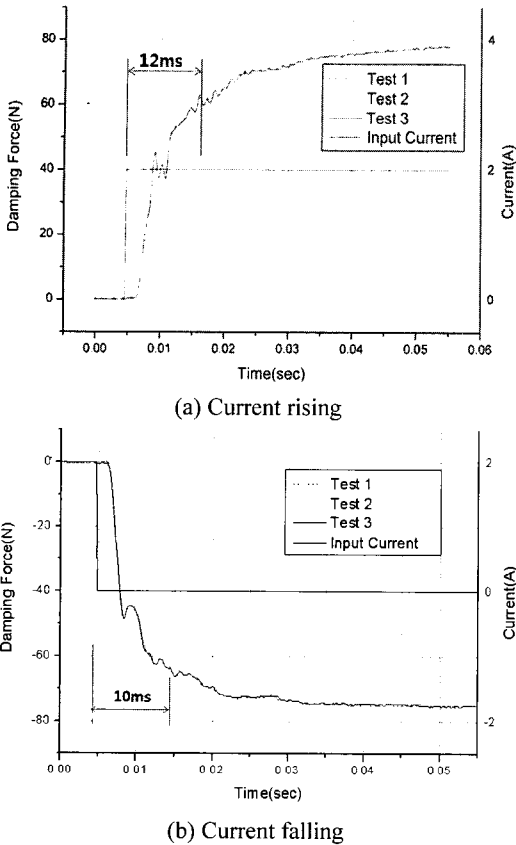 12ms
80
60
40
20
0
Damping Force(N)
4
2
0
Current(A)
Test 1
Test 2
Test 3
Input Current
0.00 0.01 0.02 0.03 0.04 0.05 0.06
Time(sec)
(a) Current rising
0
-20
-40
-60
-80
Damping Force(N)
2
0
-2
Current(A)
Test 1
Test 2
Test 3
Input Current
10ms
0 00 0 01 0 02 0 03 0 04 0 05
Time(sec)
(b) Current falling